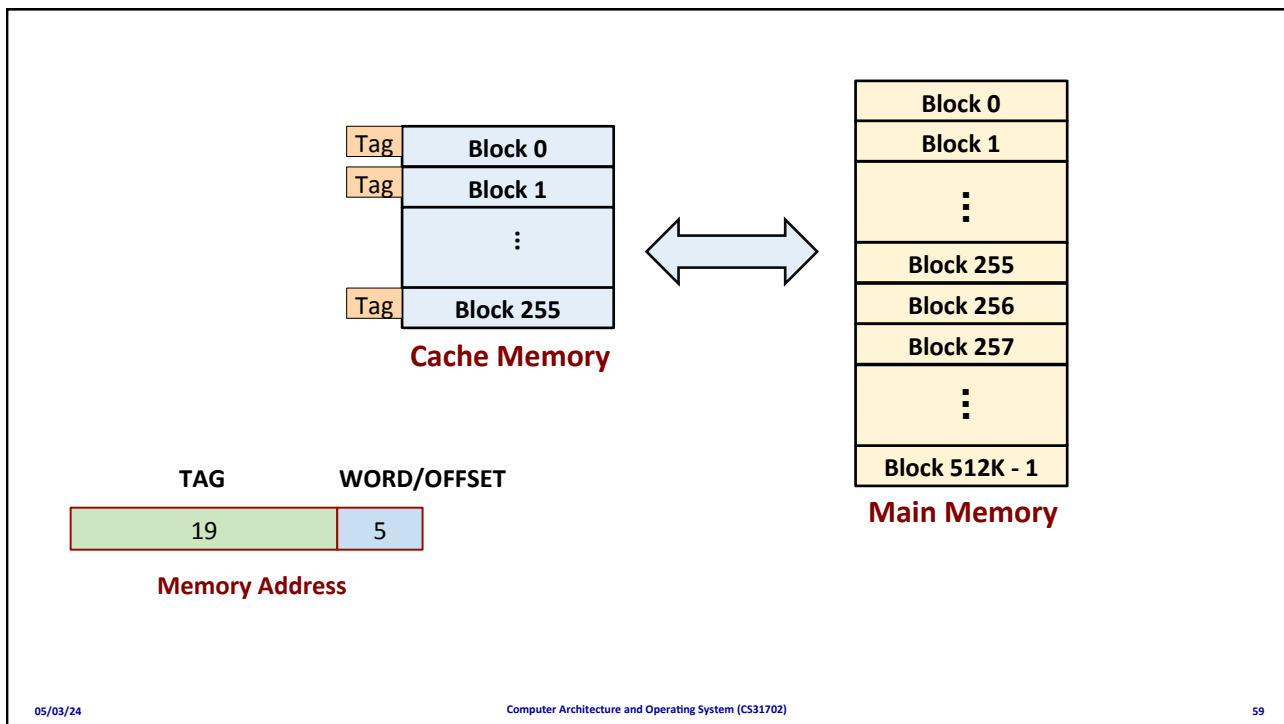 Tag
Block 0
Tag
Block 1
⋮
Tag
Block 255
Cache Memory
Block 0
Block 1
⋮
Block 255
Block 256
Block 257
⋮
Block 512K - 1
Main Memory
TAG WORD/OFFSET
19 5
Memory Address
05/03/24 Computer Architecture and Operating System (CS31702) 59